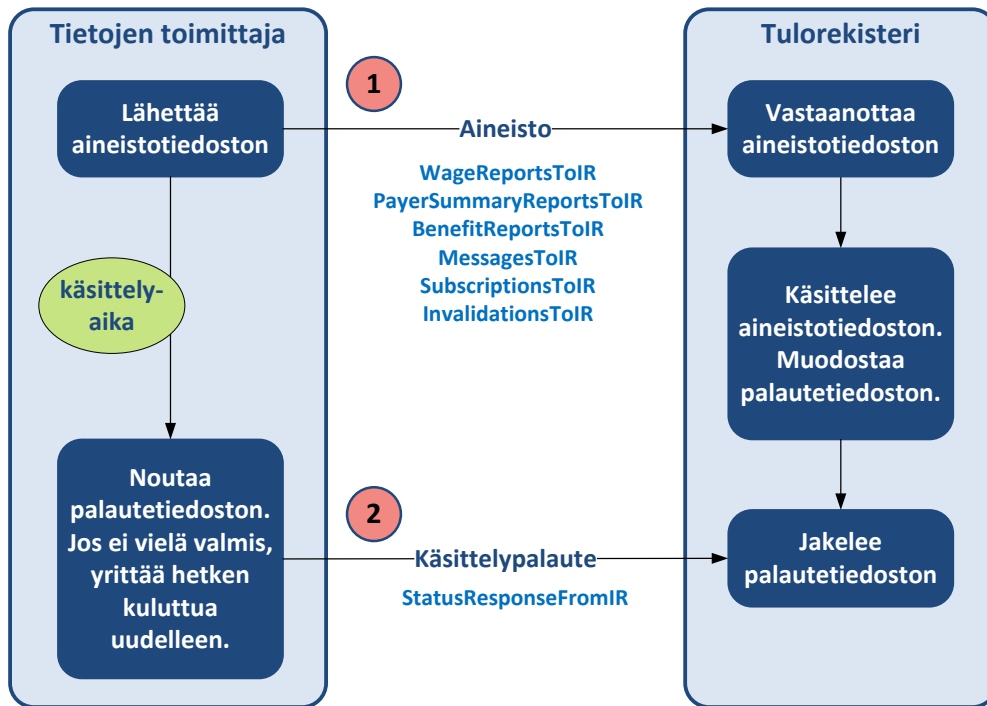 Tietojen toimittaja
Tulorekisteri
Lähettää
aineistotiedoston
1
Aineisto
WageReportsToIR
PayerSummaryReportsToIR
BenefitReportsToIR
MessagesToIR
SubscriptionsToIR
InvalidationsToIR
Vastaanottaa
aineistotiedoston
käsittely-
aika
Käsittelee
aineistotiedoston.
Muodostaa
palautetiedoston.
Noutaa
palautetiedoston.
Jos ei vielä valmis,
yrittää hetken
kuluttua
uudelleen.
2
Käsittelypalaute
StatusResponseFromIR
Jakelee
palautetiedoston